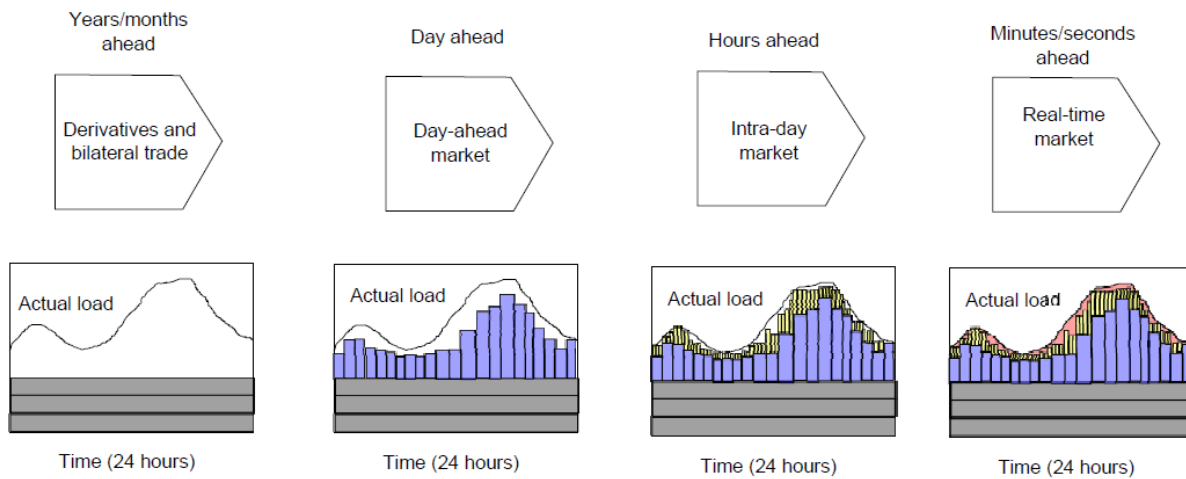 Years/months
ahead
Day ahead
Hours ahead
Minutes/seconds
ahead
Derivatives and
bilateral trade
Day-ahead
market
Intra-day
market
Real-time
market
Actual load
Actual load
Actual load
Actual load
Time (24 hours)
Time (24 hours)
Time (24 hours)
Time (24 hours)